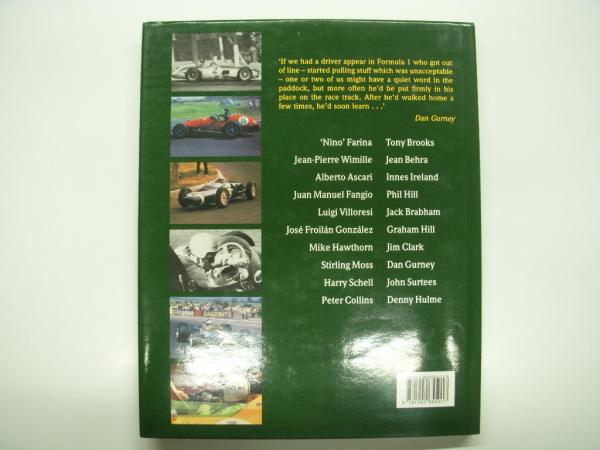 'If we had a driver appear in Formula 1 who got out
of line – started pulling stuff which was unacceptable
– one or two of us might have a quiet word in the
paddock, but more often he'd be put firmly in his
place on the race track. After he'd walked home a
few times, he'd soon learn . . .'
Dan Gurney
'Nino' Farina
Jean-Pierre Wimille
Alberto Ascari
Juan Manuel Fangio
Luigi Villoresi
José Froilán González
Mike Hawthorn
Stirling Moss
Harry Schell
Peter Collins
Tony Brooks
Jean Behra
Innes Ireland
Phil Hill
Jack Brabham
Graham Hill
Jim Clark
Dan Gurney
John Surtees
Denny Hulme